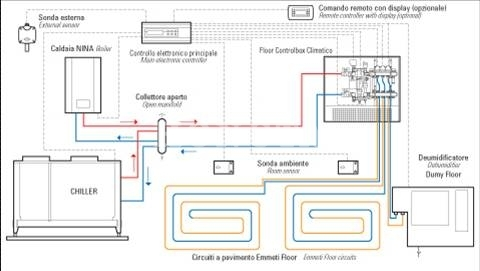 Sonda esterna
External sensor
Comando remoto con display (opzionale)
Remote controller with display (optional)
Caldaia NINA Boiler
Controllo elettronico principale
Main electronic controller
Floor Controlbox Climatico
Collettore aperto
Open manifold
CHILLER
Sonda ambiente
Room sensor
Deumidificatore
Dehumidifier
Dumy Floor
Circuiti a pavimento Emmeti Floor Emmeti Floor circuits